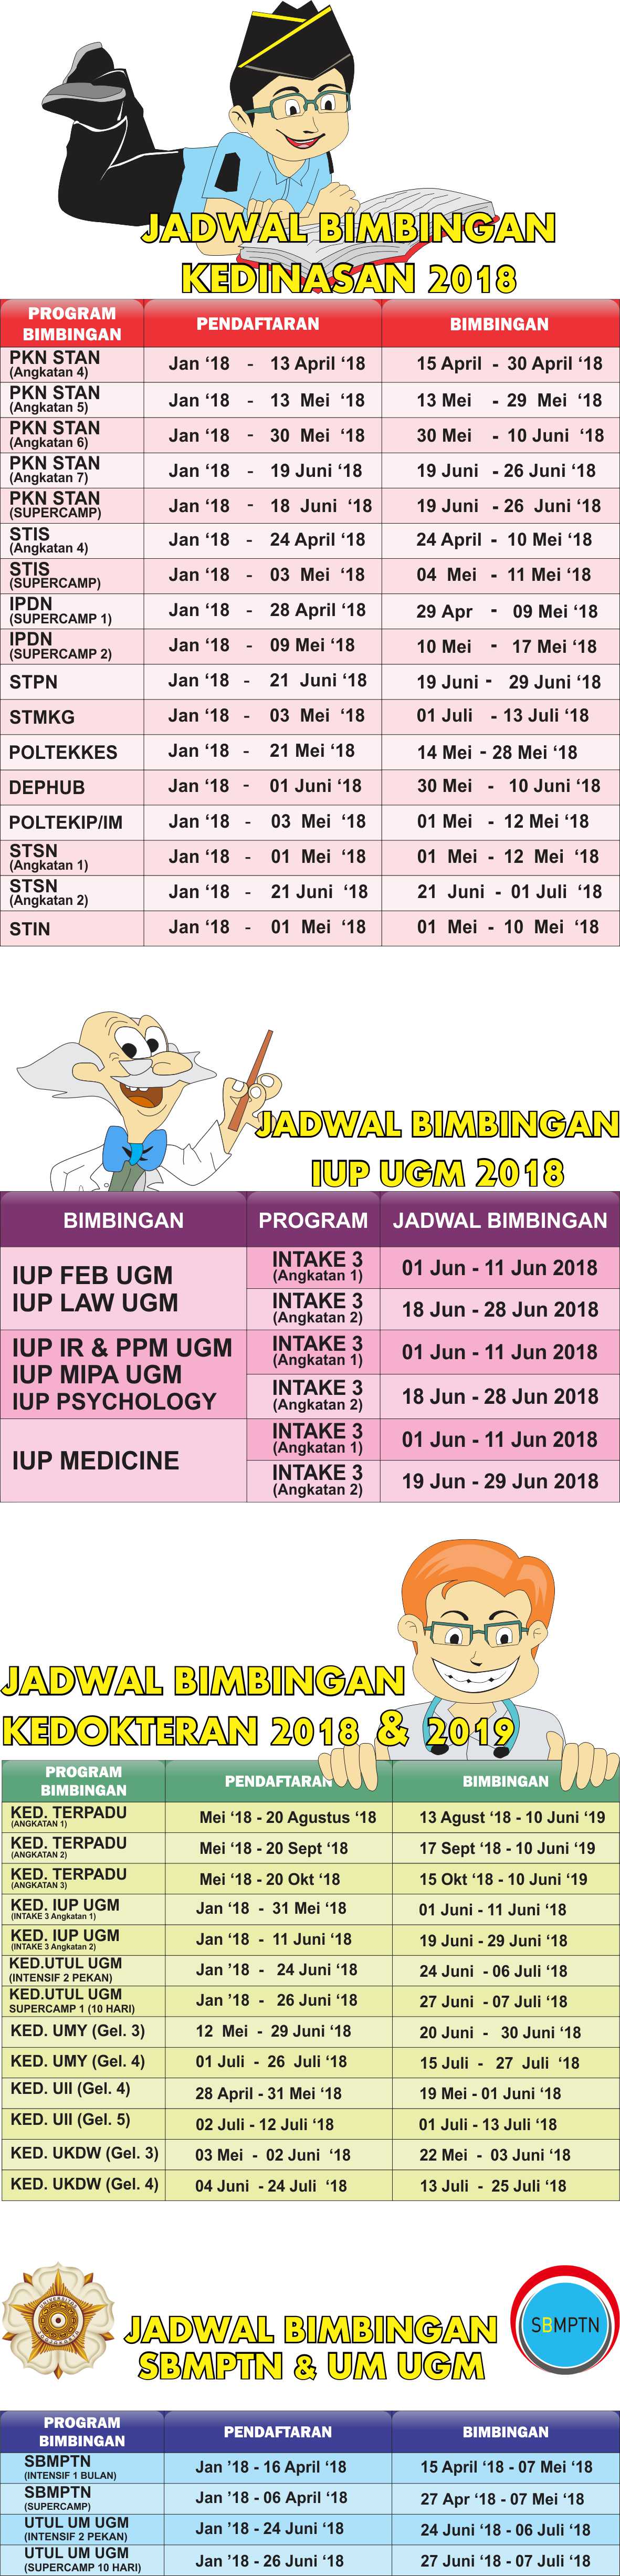 JADWAL BIMBINGAN
KEDINASAN 2018
PROGRAM BIMBINGAN PENDAFTARAN BIMBINGAN
PKN STAN (Angkatan 4) Jan ‘18 - 13 April ‘18 15 April - 30 April ‘18
PKN STAN (Angkatan 5) Jan ‘18 - 13 Mei ‘18 13 Mei - 29 Mei ‘18
PKN STAN (Angkatan 6) Jan ‘18 - 30 Mei ‘18 30 Mei - 10 Juni ‘18
PKN STAN (Angkatan 7) Jan ‘18 - 19 Juni ‘18 19 Juni - 26 Juni ‘18
PKN STAN (SUPERCAMP) Jan ‘18 - 18 Juni ‘18 19 Juni - 26 Juni ‘18
STIS (Angkatan 4) Jan ‘18 - 24 April ‘18 24 April - 10 Mei ‘18
STIS (SUPERCAMP) Jan ‘18 - 03 Mei ‘18 04 Mei - 11 Mei ‘18
IPDN (SUPERCAMP 1) Jan ‘18 - 28 April ‘18 29 Apr - 09 Mei ‘18
IPDN (SUPERCAMP 2) Jan ‘18 - 09 Mei ‘18 10 Mei - 17 Mei ‘18
STPN Jan ‘18 - 21 Juni ‘18 19 Juni - 29 Juni ‘18
STMKG Jan ‘18 - 03 Mei ‘18 01 Juli - 13 Juli ‘18
POLTEKKES Jan ‘18 - 21 Mei ‘18 14 Mei - 28 Mei ‘18
DEPHUB Jan ‘18 - 01 Juni ‘18 30 Mei - 10 Juni ‘18
POLTEKIP/IM Jan ‘18 - 03 Mei ‘18 01 Mei - 12 Mei ‘18
STSN (Angkatan 1) Jan ‘18 - 01 Mei ‘18 01 Mei - 12 Mei ‘18
STSN (Angkatan 2) Jan ‘18 - 21 Juni ‘18 21 Juni - 01 Juli ‘18
STIN Jan ‘18 - 01 Mei ‘18 01 Mei - 10 Mei ‘18
JADWAL BIMBINGAN
IUP UGM 2018
BIMBINGAN PROGRAM JADWAL BIMBINGAN
IUP FEB UGM
IUP LAW UGM
INTAKE 3 (Angkatan 1) 01 Jun - 11 Jun 2018
INTAKE 3 (Angkatan 2) 18 Jun - 28 Jun 2018
IUP IR & PPM UGM
IUP MIPA UGM
IUP PSYCHOLOGY
INTAKE 3 (Angkatan 1) 01 Jun - 11 Jun 2018
INTAKE 3 (Angkatan 2) 18 Jun - 28 Jun 2018
IUP MEDICINE
INTAKE 3 (Angkatan 1) 01 Jun - 11 Jun 2018
INTAKE 3 (Angkatan 2) 19 Jun - 29 Jun 2018
JADWAL BIMBINGAN
KEDOKTERAN 2018 & 2019
PROGRAM BIMBINGAN PENDAFTARAN BIMBINGAN
KED. TERPADU (ANGKATAN 1) Mei ‘18 - 20 Agustus ‘18 13 Agust ‘18 - 10 Juni ‘19
KED. TERPADU (ANGKATAN 2) Mei ‘18 - 20 Sept ‘18 17 Sept ‘18 - 10 Juni ‘19
KED. TERPADU (ANGKATAN 3) Mei ‘18 - 20 Okt ‘18 15 Okt ‘18 - 10 Juni ‘19
KED. IUP UGM (INTAKE 3 Angkatan 1) Jan ‘18 - 31 Mei ‘18 01 Juni - 11 Juni ‘18
KED. IUP UGM (INTAKE 3 Angkatan 2) Jan ‘18 - 11 Juni ‘18 19 Juni - 29 Juni ‘18
KED.UTUL UGM (INTENSIF 2 PEKAN) Jan ’18 - 24 Juni ‘18 24 Juni - 06 Juli ‘18
KED.UTUL UGM SUPERCAMP 1 (10 HARI) Jan ’18 - 26 Juni ‘18 27 Juni - 07 Juli ‘18
KED. UMY (Gel. 3) 12 Mei - 29 Juni ‘18 20 Juni - 30 Juni ‘18
KED. UMY (Gel. 4) 01 Juli - 26 Juli ‘18 15 Juli - 27 Juli ‘18
KED. UII (Gel. 4) 28 April - 31 Mei ‘18 19 Mei - 01 Juni ‘18
KED. UII (Gel. 5) 02 Juli - 12 Juli ‘18 01 Juli - 13 Juli ‘18
KED. UKDW (Gel. 3) 03 Mei - 02 Juni ‘18 22 Mei - 03 Juni ‘18
KED. UKDW (Gel. 4) 04 Juni - 24 Juli ‘18 13 Juli - 25 Juli ‘18
JADWAL BIMBINGAN
SBMPTN & UM UGM
SBMPTN
PROGRAM BIMBINGAN PENDAFTARAN BIMBINGAN
SBMPTN (INTENSIF 1 BULAN) Jan ’18 - 16 April ‘18 15 April ‘18 - 07 Mei ‘18
SBMPTN (SUPERCAMP) Jan ’18 - 06 April ‘18 27 Apr ‘18 - 07 Mei ‘18
UTUL UM UGM (INTENSIF 2 PEKAN) Jan ’18 - 24 Juni ‘18 24 Juni ‘18 - 06 Juli ‘18
UTUL UM UGM (SUPERCAMP 10 HARI) Jan ’18 - 26 Juni ‘18 27 Juni ‘18 - 07 Juli ‘18